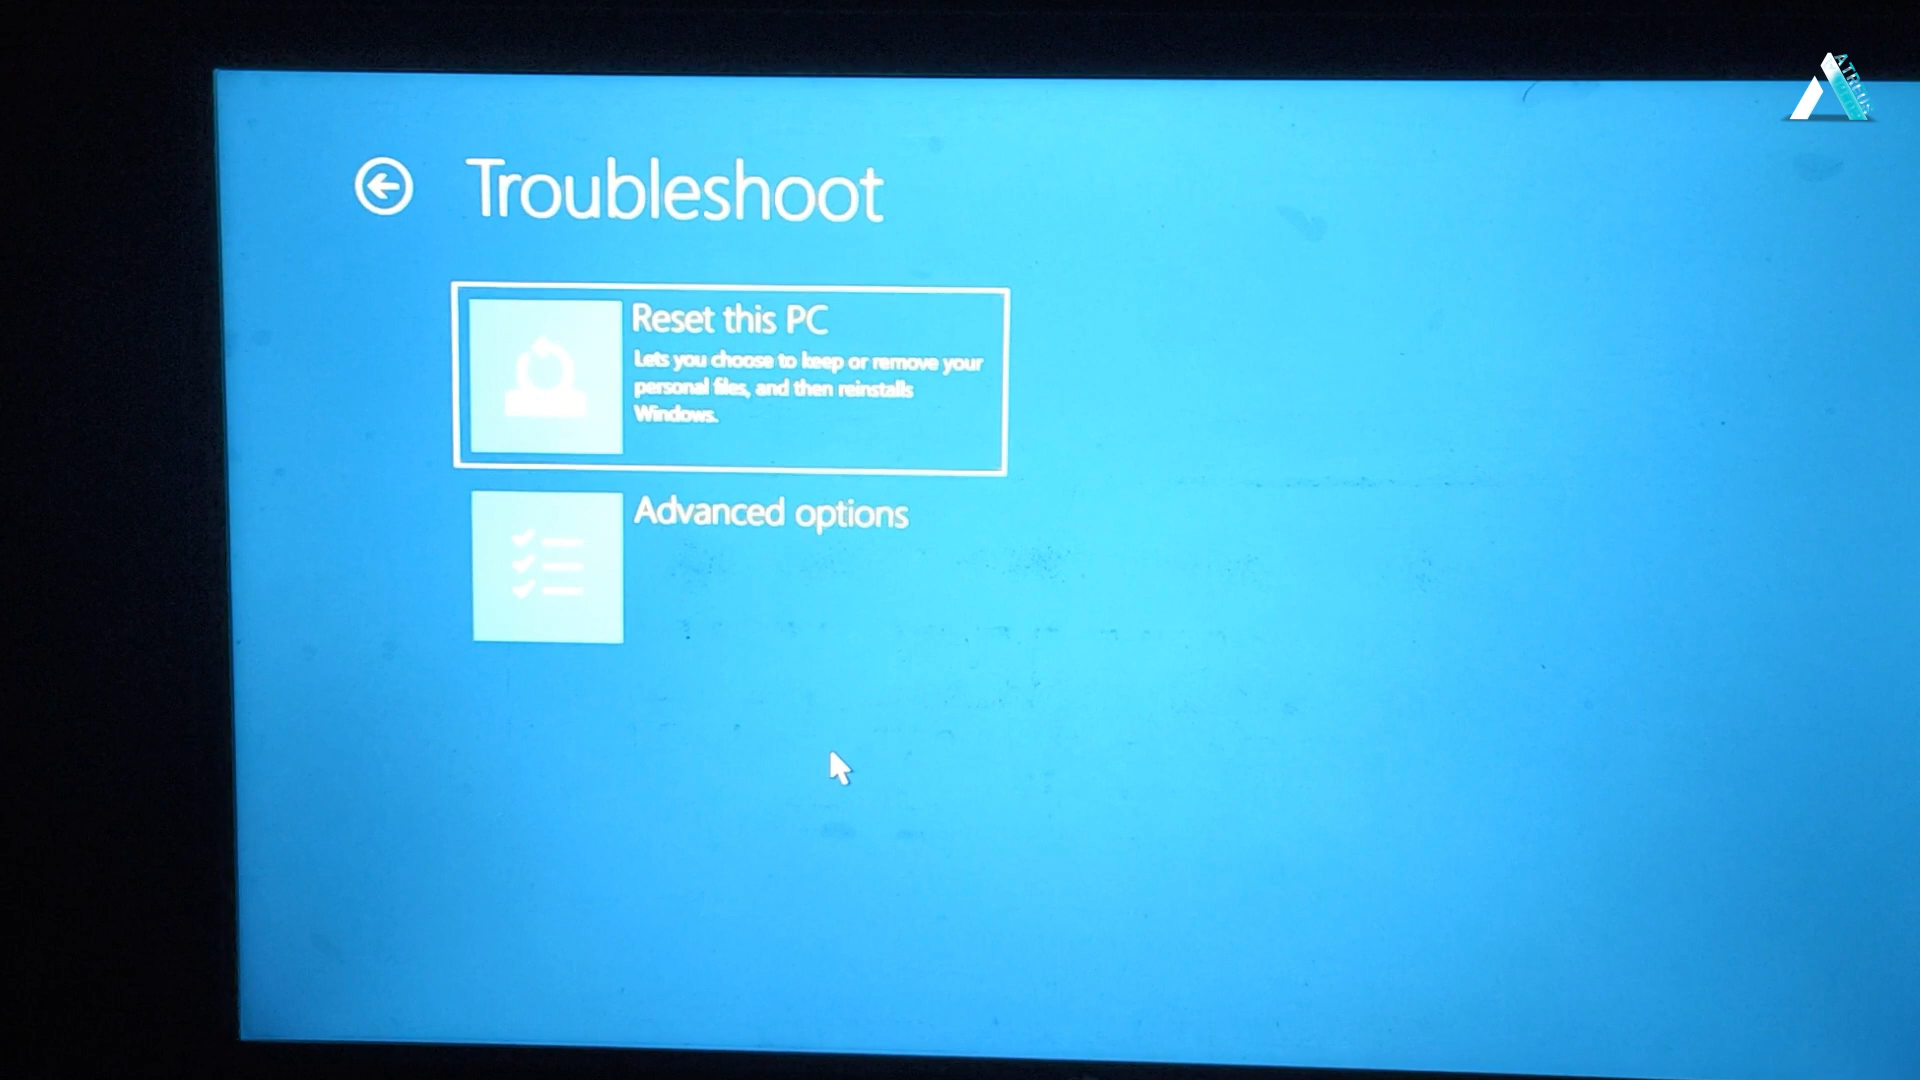 ATREUS
Troubleshoot
Reset this PC
Lets you choose to keep or remove your
personal files, and then reinstalls
Windows.
Advanced options